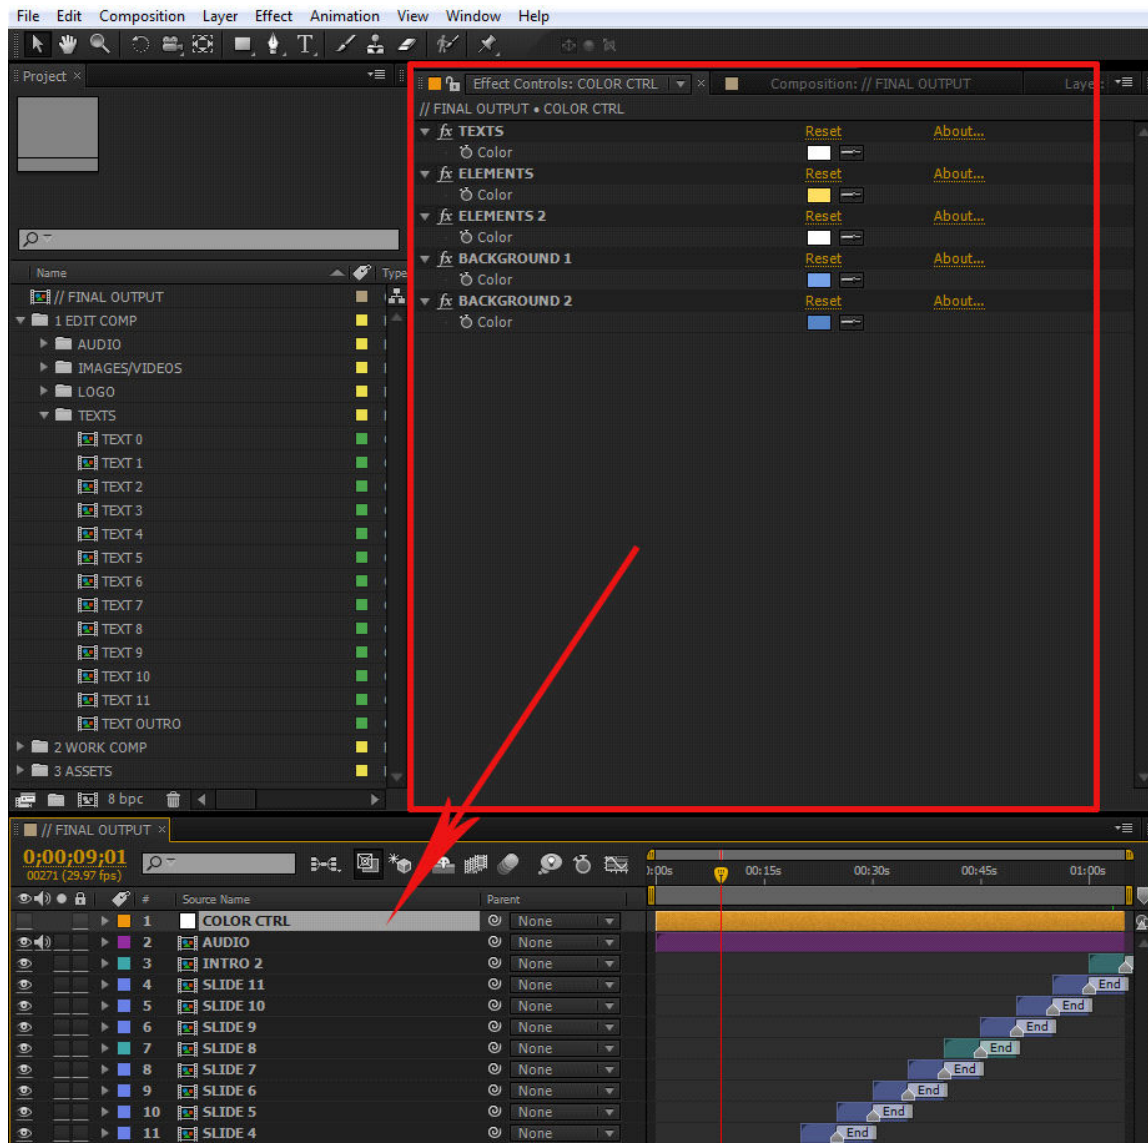 File Edit Composition Layer Effect Animation View Window Help
Project ×
Effect Controls: COLOR CTRL × Composition: // FINAL OUTPUT
// FINAL OUTPUT • COLOR CTRL
fx TEXTS Reset About...
Color
fx ELEMENTS Reset About...
Color
fx ELEMENTS 2 Reset About...
Color
fx BACKGROUND 1 Reset About...
Color
fx BACKGROUND 2 Reset About...
Color
Name Type
// FINAL OUTPUT
1 EDIT COMP
AUDIO
IMAGES/VIDEOS
LOGO
TEXTS
TEXT 0
TEXT 1
TEXT 2
TEXT 3
TEXT 4
TEXT 5
TEXT 6
TEXT 7
TEXT 8
TEXT 9
TEXT 10
TEXT 11
TEXT OUTRO
2 WORK COMP
3 ASSETS
8 bpc
// FINAL OUTPUT ×
0;00;09;01
00271 (29.97 fps)
):00s 00:15s 00:30s 00:45s 01:00s
# Source Name Parent
1 COLOR CTRL None
2 AUDIO None
3 INTRO 2 None
4 SLIDE 11 None End
5 SLIDE 10 None End
6 SLIDE 9 None End
7 SLIDE 8 None End
8 SLIDE 7 None End
9 SLIDE 6 None End
10 SLIDE 5 None End
11 SLIDE 4 None End